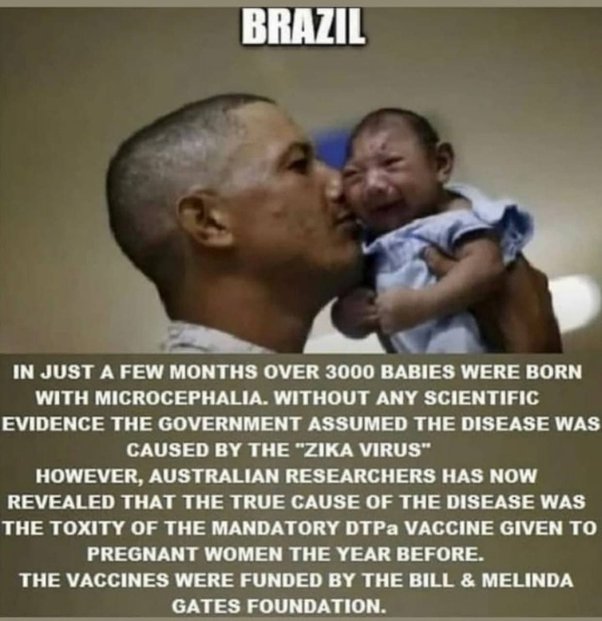 BRAZIL
IN JUST A FEW MONTHS OVER 3000 BABIES WERE BORN
WITH MICROCEPHALIA. WITHOUT ANY SCIENTIFIC
EVIDENCE THE GOVERNMENT ASSUMED THE DISEASE WAS
CAUSED BY THE "ZIKA VIRUS"
HOWEVER, AUSTRALIAN RESEARCHERS HAS NOW
REVEALED THAT THE TRUE CAUSE OF THE DISEASE WAS
THE TOXITY OF THE MANDATORY DTPa VACCINE GIVEN TO
PREGNANT WOMEN THE YEAR BEFORE.
THE VACCINES WERE FUNDED BY THE BILL & MELINDA
GATES FOUNDATION.